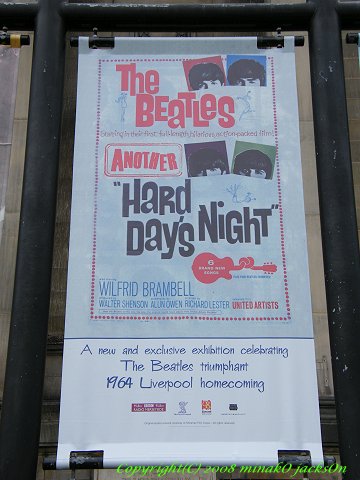 The
BEATLES
starring in their first full-length, hilarious, action-packed film!
ANOTHER
"HARD
DAY'S NIGHT"
6
BRAND NEW
SONGS
WILFRID BRAMBELL
WALTER SHENSON ALUN OWEN RICHARD LESTER
UNITED ARTISTS
A new and exclusive exhibition celebrating
The Beatles triumphant
1964 Liverpool homecoming
Copyright(C) 2008 minakO jacksOn